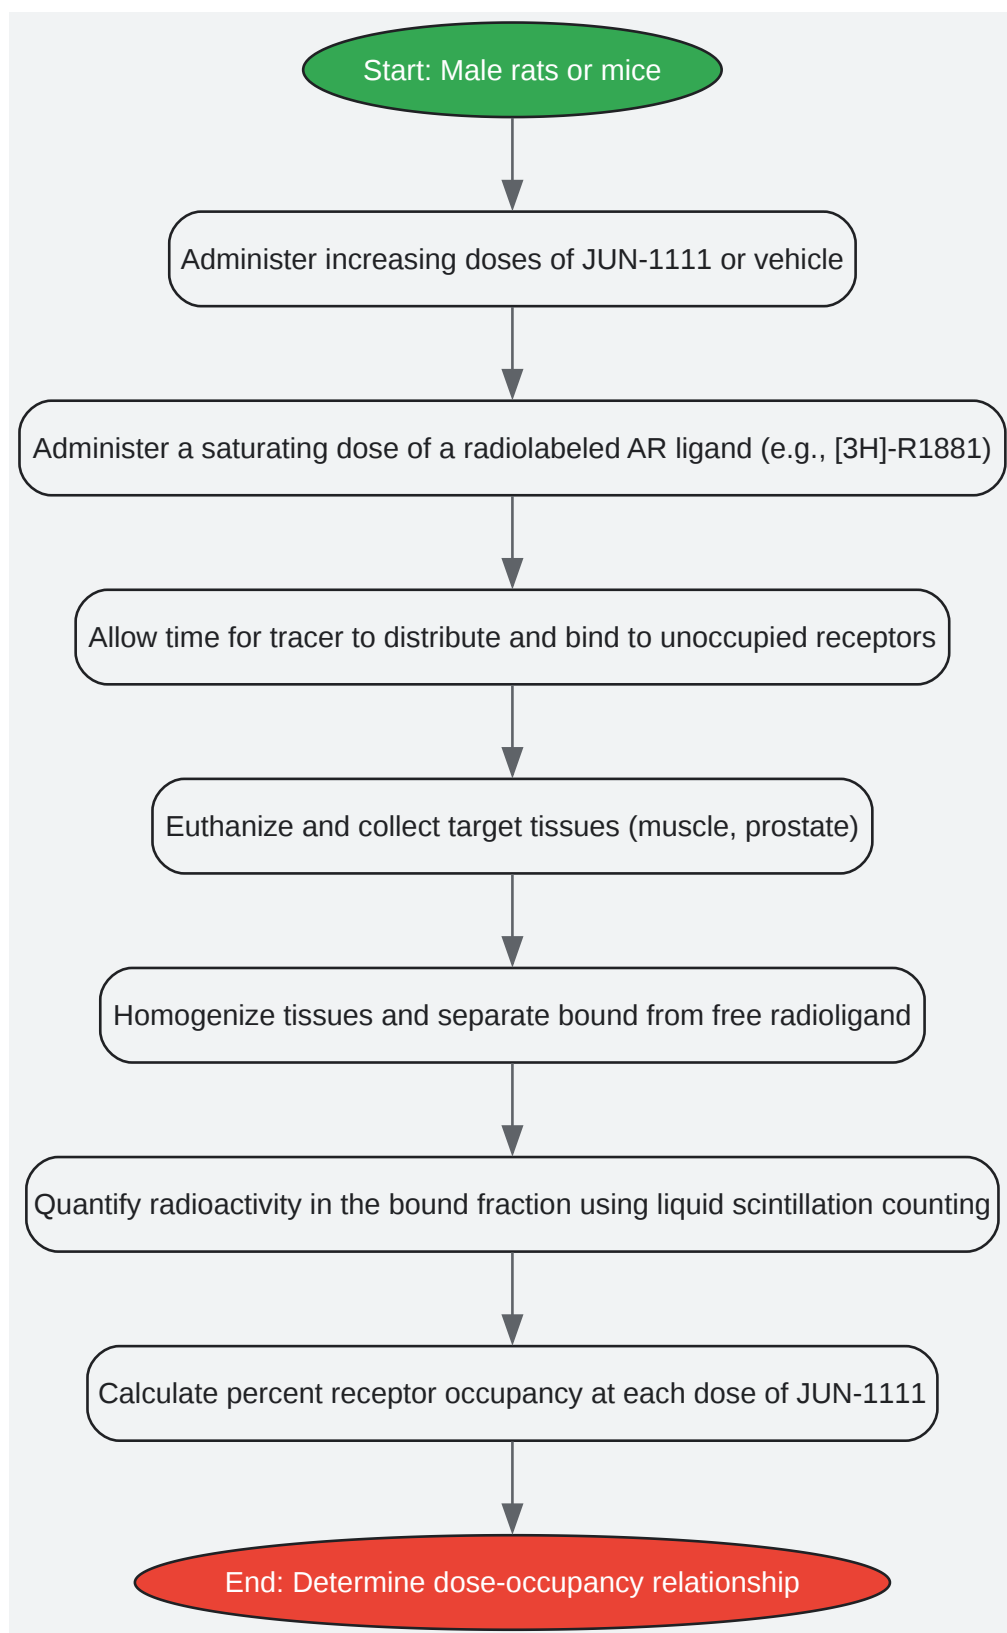 Start: Male rats or mice
Administer increasing doses of JUN-1111 or vehicle
Administer a saturating dose of a radiolabeled AR ligand (e.g., [3H]-R1881)
Allow time for tracer to distribute and bind to unoccupied receptors
Euthanize and collect target tissues (muscle, prostate)
Homogenize tissues and separate bound from free radioligand
Quantify radioactivity in the bound fraction using liquid scintillation counting
Calculate percent receptor occupancy at each dose of JUN-1111
End: Determine dose-occupancy relationship